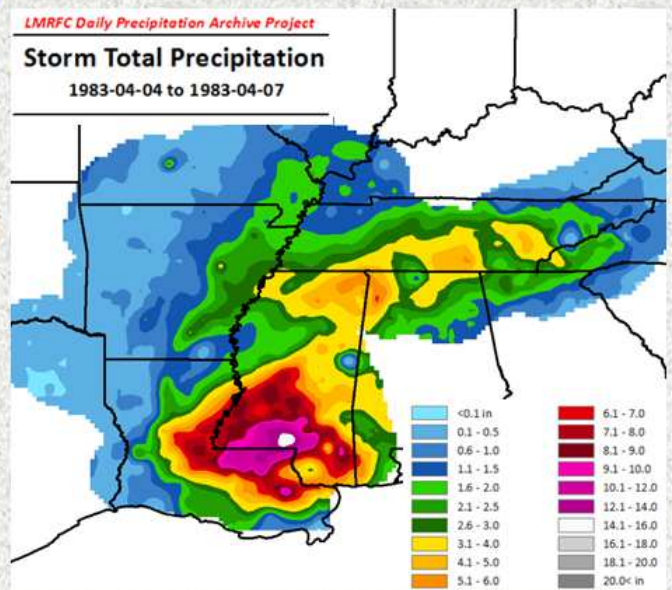 LMRFC Daily Precipitation Archive Project
Storm Total Precipitation
1983-04-04 to 1983-04-07
<0.1 in
0.1 - 0.5
0.6 - 1.0
1.1 - 1.5
1.6 - 2.0
2.1 - 2.5
2.6 - 3.0
3.1 - 4.0
4.1 - 5.0
5.1 - 6.0
6.1 - 7.0
7.1 - 8.0
8.1 - 9.0
9.1 - 10.0
10.1 - 12.0
12.1 - 14.0
14.1 - 16.0
16.1 - 18.0
18.1 - 20.0
20.0< in